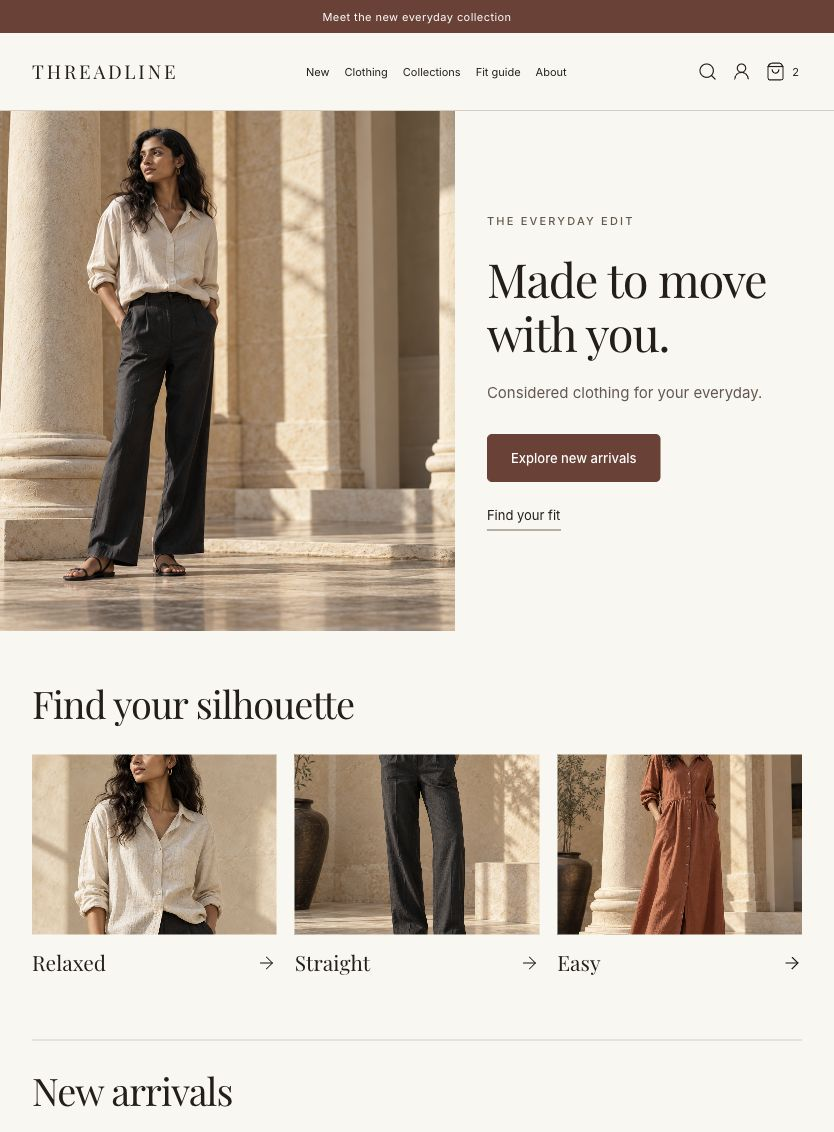 Meet the new everyday collection
THREADLINE
New Clothing Collections Fit guide About
2
THE EVERYDAY EDIT
Made to move
with you.
Considered clothing for your everyday.
Explore new arrivals
Find your fit
Find your silhouette
Relaxed
Straight
Easy
New arrivals